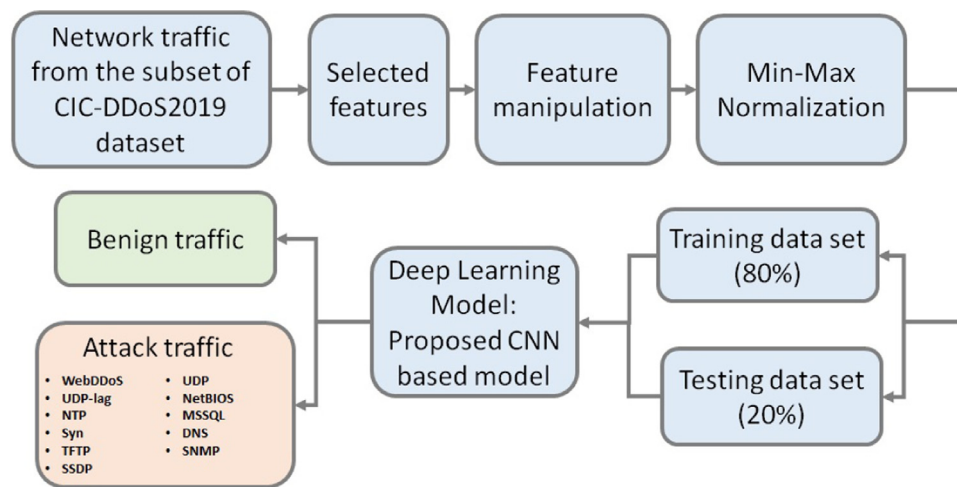 Network traffic
from the subset of
CIC-DDoS2019
dataset
Selected
features
Feature
manipulation
Min-Max
Normalization
Training data set
(80%)
Testing data set
(20%)
Deep Learning
Model:
Proposed CNN
based model
Benign traffic
Attack traffic
• WebDDoS
• UDP-lag
• NTP
• Syn
• TFTP
• SSDP
• UDP
• NetBIOS
• MSSQL
• DNS
• SNMP